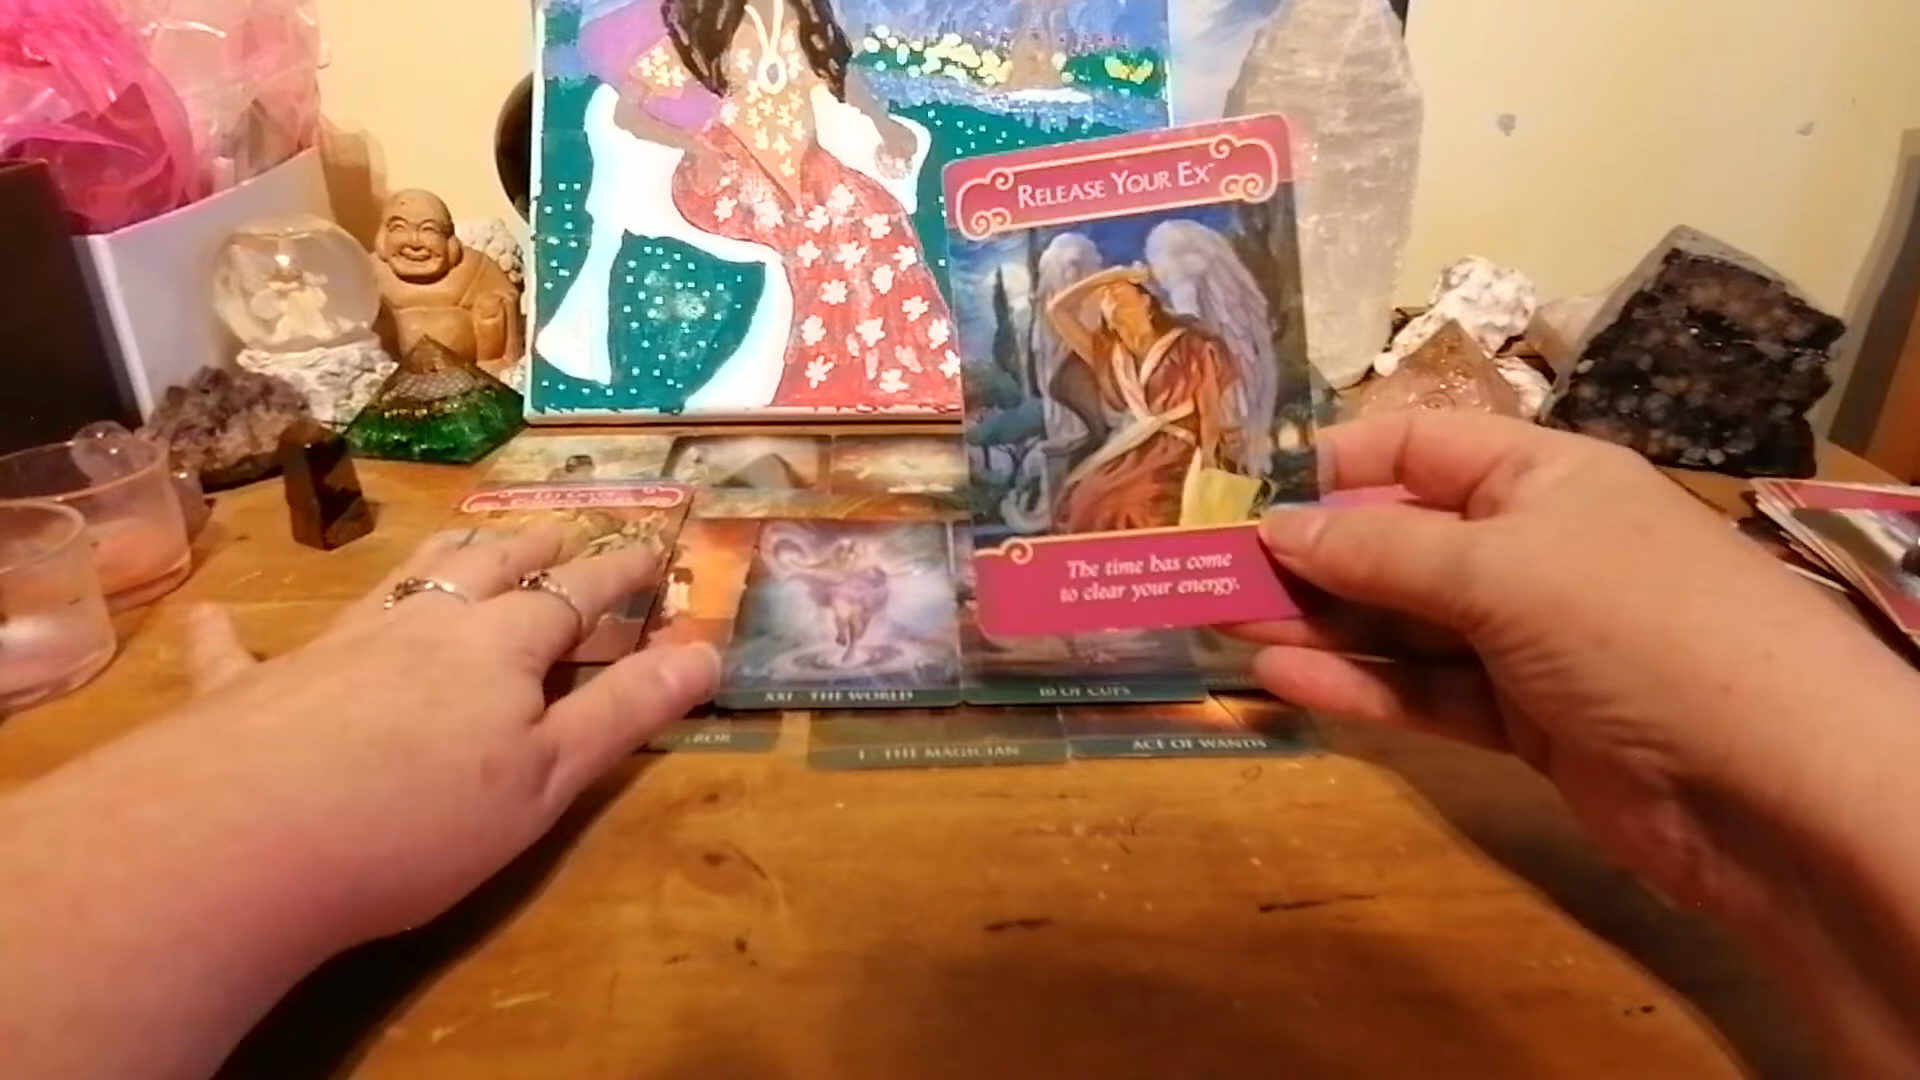 RELEASE YOUR EX™
The time has come
to clear your energy.
XXI - THE WORLD
10 OF CUPS
I - THE MAGICIAN
ACE OF WANDS